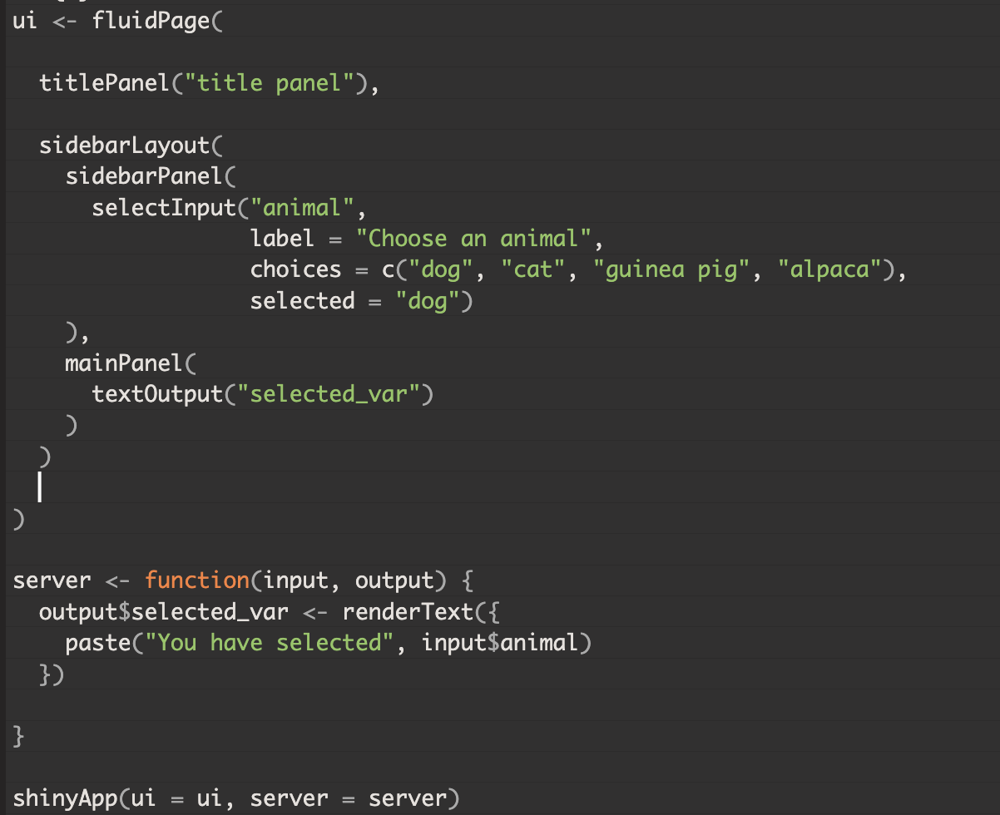 ui <- fluidPage(
  titlePanel("title panel"),
  sidebarLayout(
    sidebarPanel(
      selectInput("animal",
                  label = "Choose an animal",
                  choices = c("dog", "cat", "guinea pig", "alpaca"),
                  selected = "dog")
    ),
    mainPanel(
      textOutput("selected_var")
    )
  )
)
server <- function(input, output) {
  output$selected_var <- renderText({
    paste("You have selected", input$animal)
  })
}
shinyApp(ui = ui, server = server)